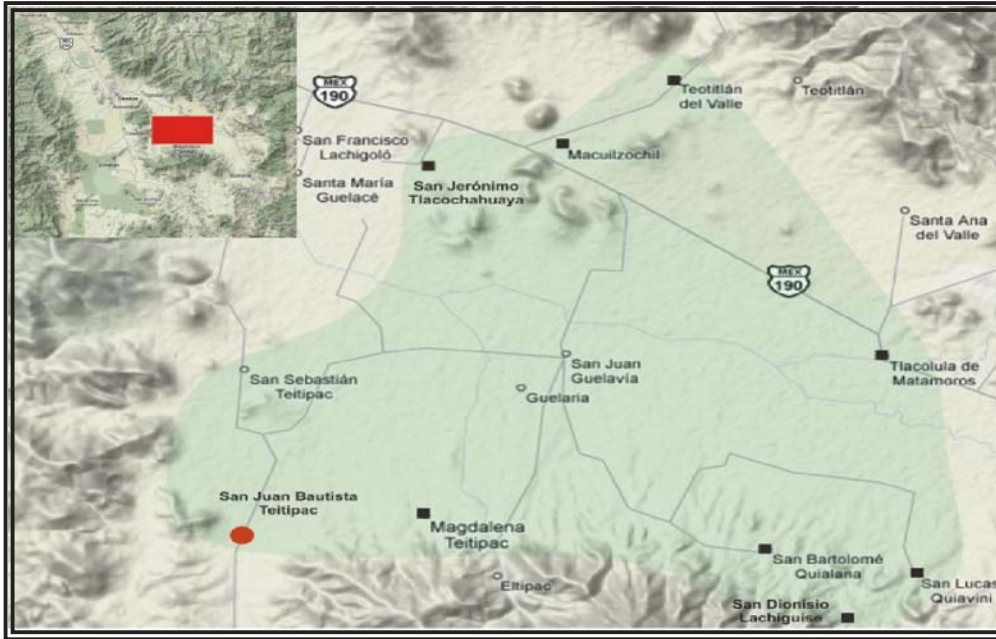 MEX
190
Teotitlán
del Valle
Teotitlán
San Francisco
Lachigoló
Macuilzochil
Santa María
Guelacé
San Jerónimo
Tlacochahuaya
Santa Ana
del Valle
MEX
190
San Juan
Guelavía
Tlacolula de
Matamoros
San Sebastián
Teitipac
Guelaria
San Juan Bautista
Teitipac
Magdalena
Teitipac
San Bartolomé
Quialana
Eltipac
San Lucas
Quiavini
San Dionisio
Lachiguise